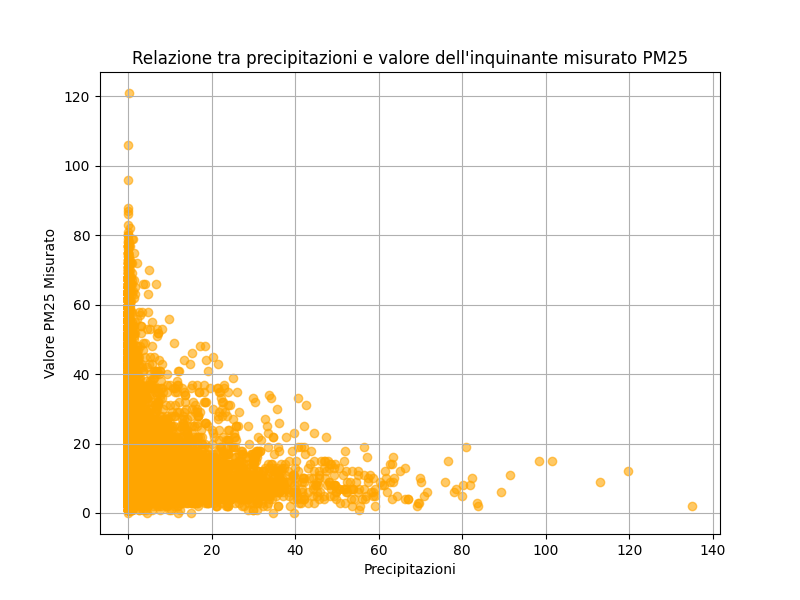 Relazione tra precipitazioni e valore dell'inquinante misurato PM25
120
100
80
60
40
20
0
Valore PM25 Misurato
0 20 40 60 80 100 120 140
Precipitazioni